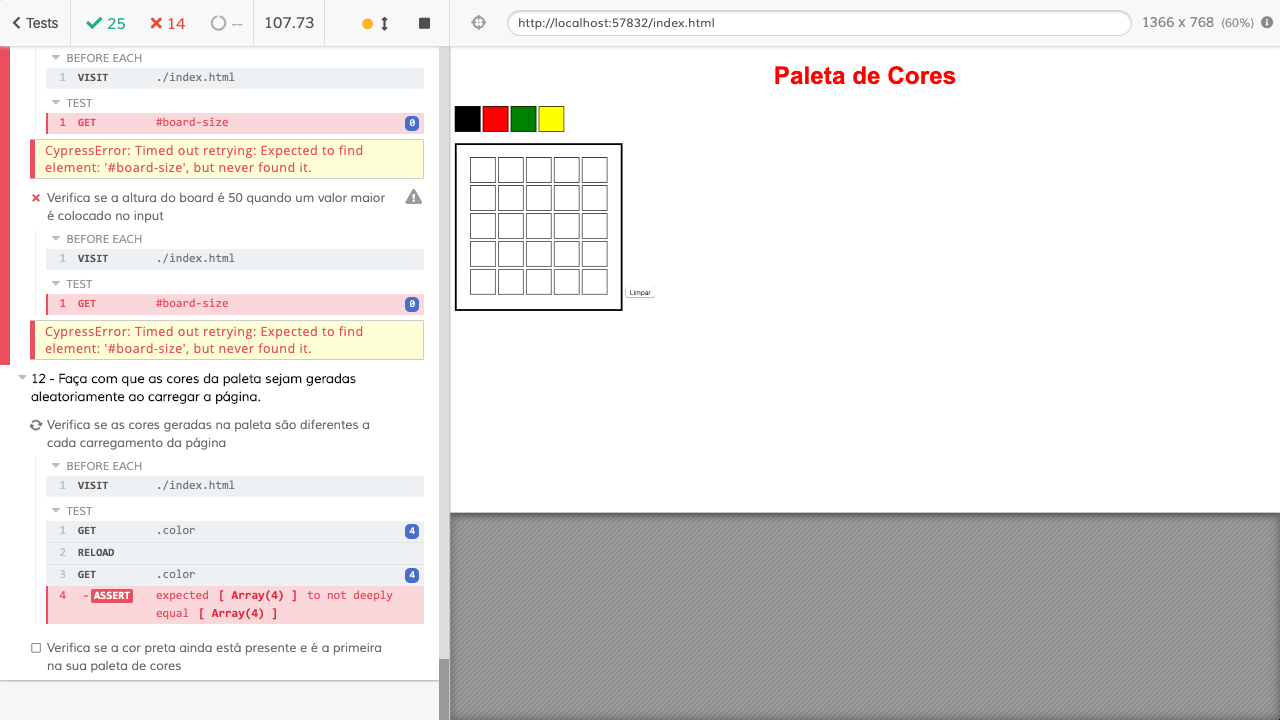 Tests 25 14 -- 107.73
http://localhost:57832/index.html 1366 x 768 (60%)
BEFORE EACH
1 VISIT ./index.html
TEST
1 GET #board-size 0
CypressError: Timed out retrying: Expected to find
element: '#board-size', but never found it.
Verifica se a altura do board é 50 quando um valor maior
é colocado no input
BEFORE EACH
1 VISIT ./index.html
TEST
1 GET #board-size 0
CypressError: Timed out retrying: Expected to find
element: '#board-size', but never found it.
12 - Faça com que as cores da paleta sejam geradas
aleatoriamente ao carregar a página.
Verifica se as cores geradas na paleta são diferentes a
cada carregamento da página
BEFORE EACH
1 VISIT ./index.html
TEST
1 GET .color 4
2 RELOAD
3 GET .color 4
4 - ASSERT expected [ Array(4) ] to not deeply
equal [ Array(4) ]
Verifica se a cor preta ainda está presente e é a primeira
na sua paleta de cores
Paleta de Cores
Limpar